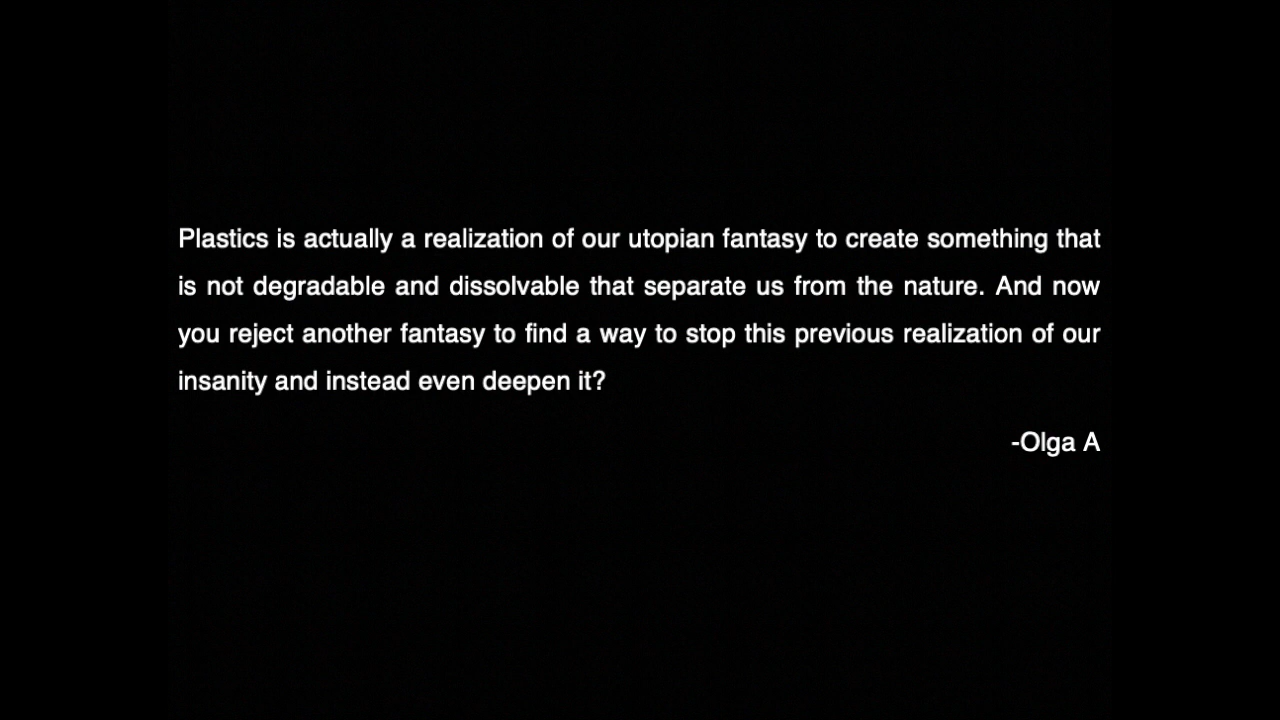 Plastics is actually a realization of our utopian fantasy to create something that
is not degradable and dissolvable that separate us from the nature. And now
you reject another fantasy to find a way to stop this previous realization of our
insanity and instead even deepen it?
-Olga A